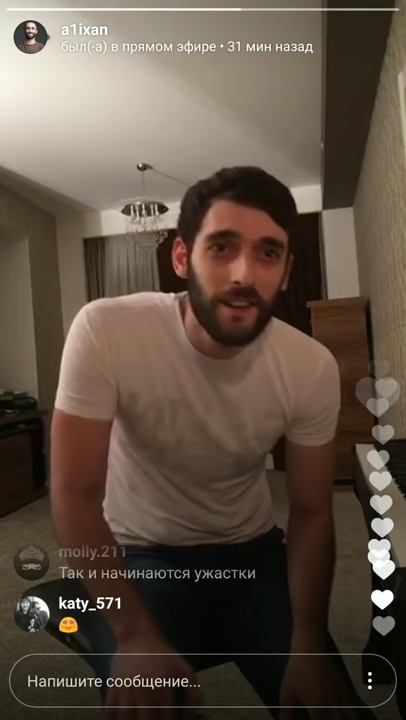 a1ixan
был(-а) в прямом эфире • 31 мин назад
molly.211
Так и начинаются ужастки
katy_571
Напишите сообщение...